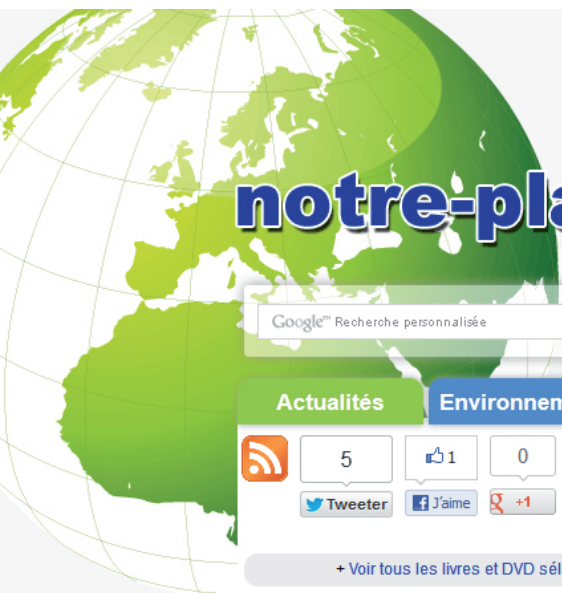 notre-pla
Google™ Recherche personnalisée
Actualités Environnem
5 1 0
Tweeter J'aime +1
+ Voir tous les livres et DVD sél